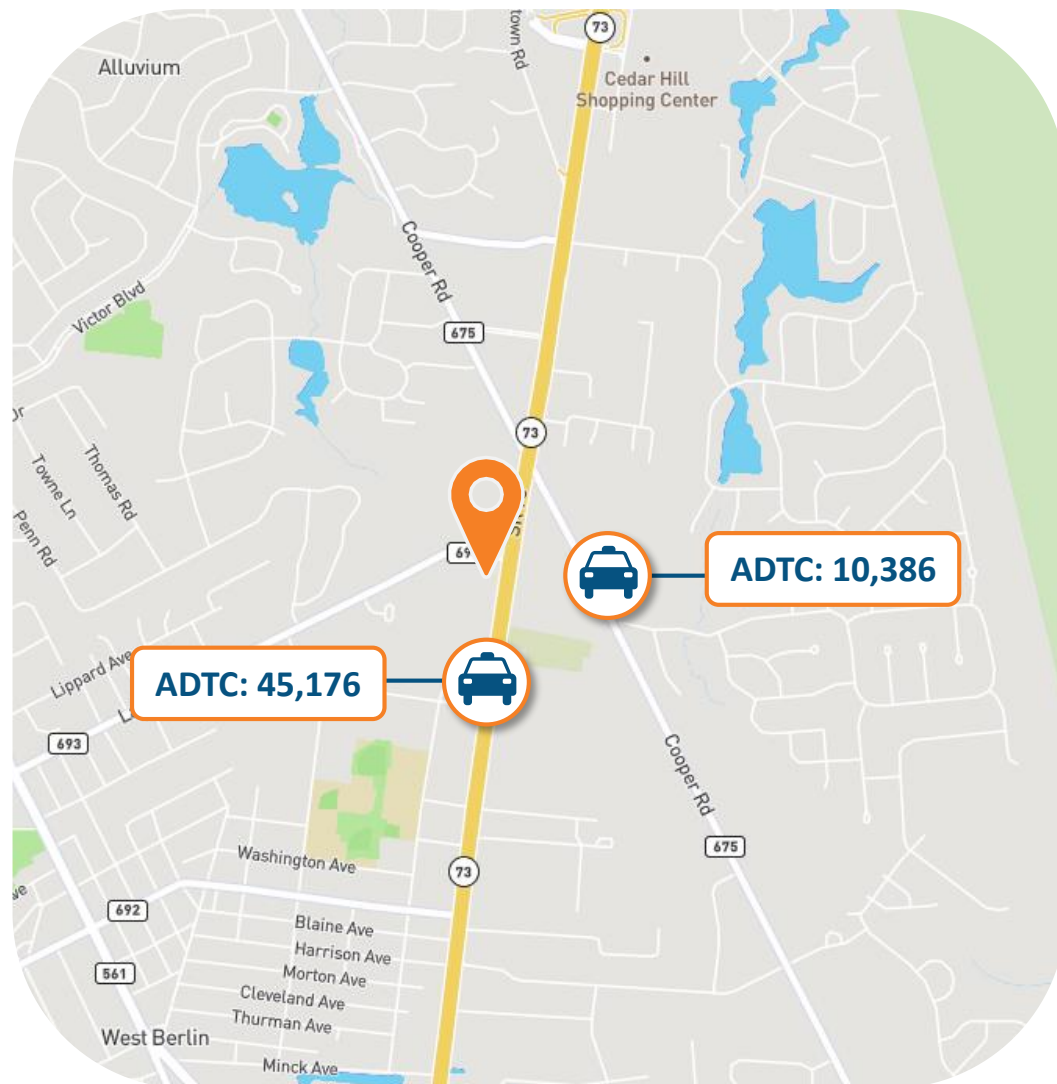 73
town Rd
Alluvium
Cedar Hill
Shopping Center
Cooper Rd
Victor Blvd
675
73
Dr
Thomas Rd
Towne Ln
Penn Rd
69
ADTC: 10,386
Lippard Ave
ADTC: 45,176
693
Cooper Rd
675
Washington Ave
73
692
Blaine Ave
Harrison Ave
561
Morton Ave
Cleveland Ave
Thurman Ave
West Berlin
Minck Ave